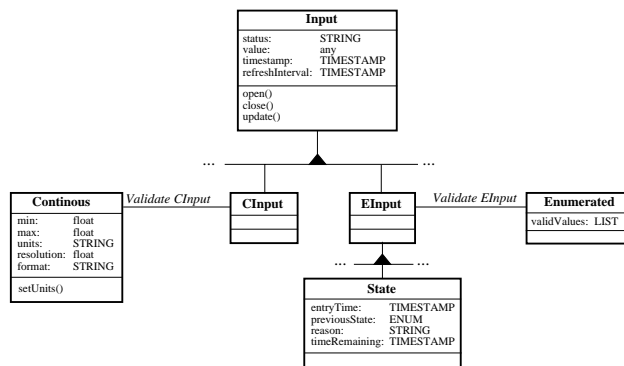 Input
status: STRING
value: any
timestamp: TIMESTAMP
refreshInterval: TIMESTAMP
open()
close()
update()
... ...
Continous
min: float
max: float
units: STRING
resolution: float
format: STRING
setUnits()
Validate CInput
CInput
EInput
Validate EInput
Enumerated
validValues: LIST
... ...
State
entryTime: TIMESTAMP
previousState: ENUM
reason: STRING
timeRemaining: TIMESTAMP